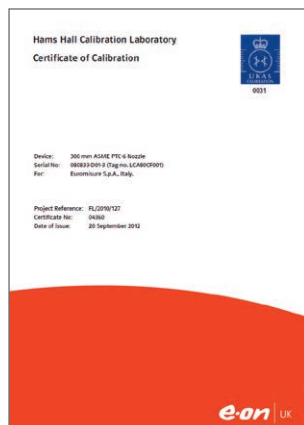 Hams Hall Calibration Laboratory
Certificate of Calibration
UKAS
CALIBRATION
0031
Device: 300 mm ASME PTC-6 Nozzle
Serial No: 080833-D01-3 (Tag no. LCA80CF001)
For: Euromisure S.p.A., Italy.
Project Reference: FL/2010/127
Certificate No: 04360
Date of Issue: 20 September 2012
e·on UK